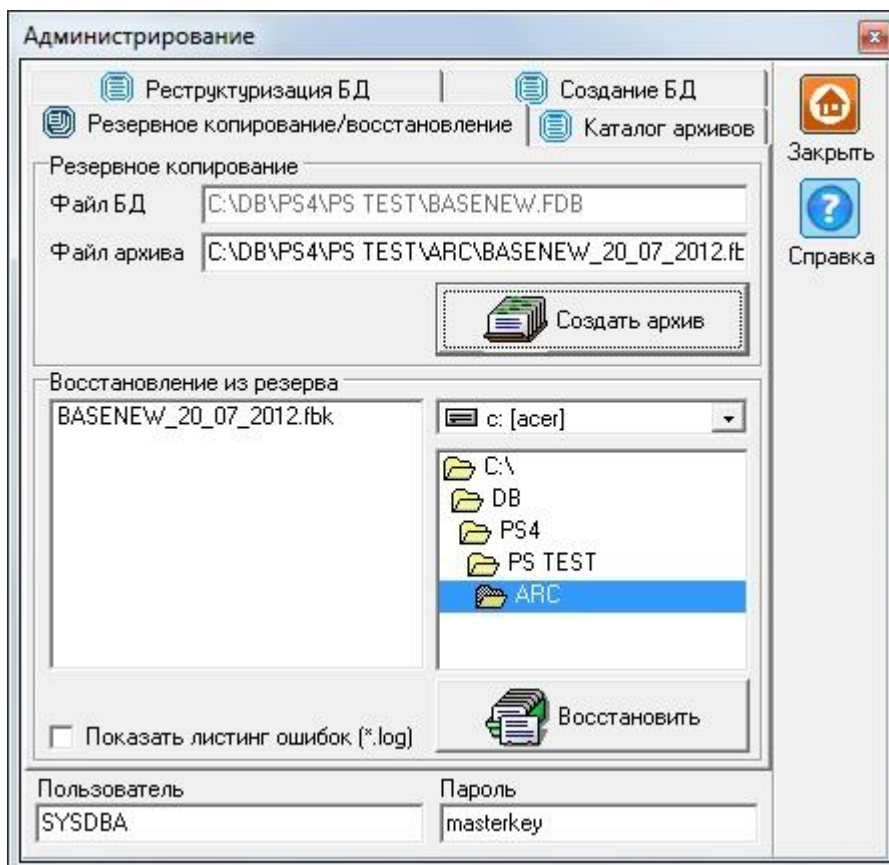 Администрирование
Реструктуризация БД
Создание БД
Резервное копирование/восстановление
Каталог архивов
Закрыть
Справка
Резервное копирование
Файл БД
C:\DB\PS4\PS TEST\BASENEW.FDB
Файл архива
C:\DB\PS4\PS TEST\ARC\BASENEW_20_07_2012.fb
Создать архив
Восстановление из резерва
BASENEW_20_07_2012.fbk
c: [acer]
C:\
DB
PS4
PS TEST
ARC
Показать листинг ошибок (*.log)
Восстановить
Пользователь
Пароль
SYSDBA
masterkey